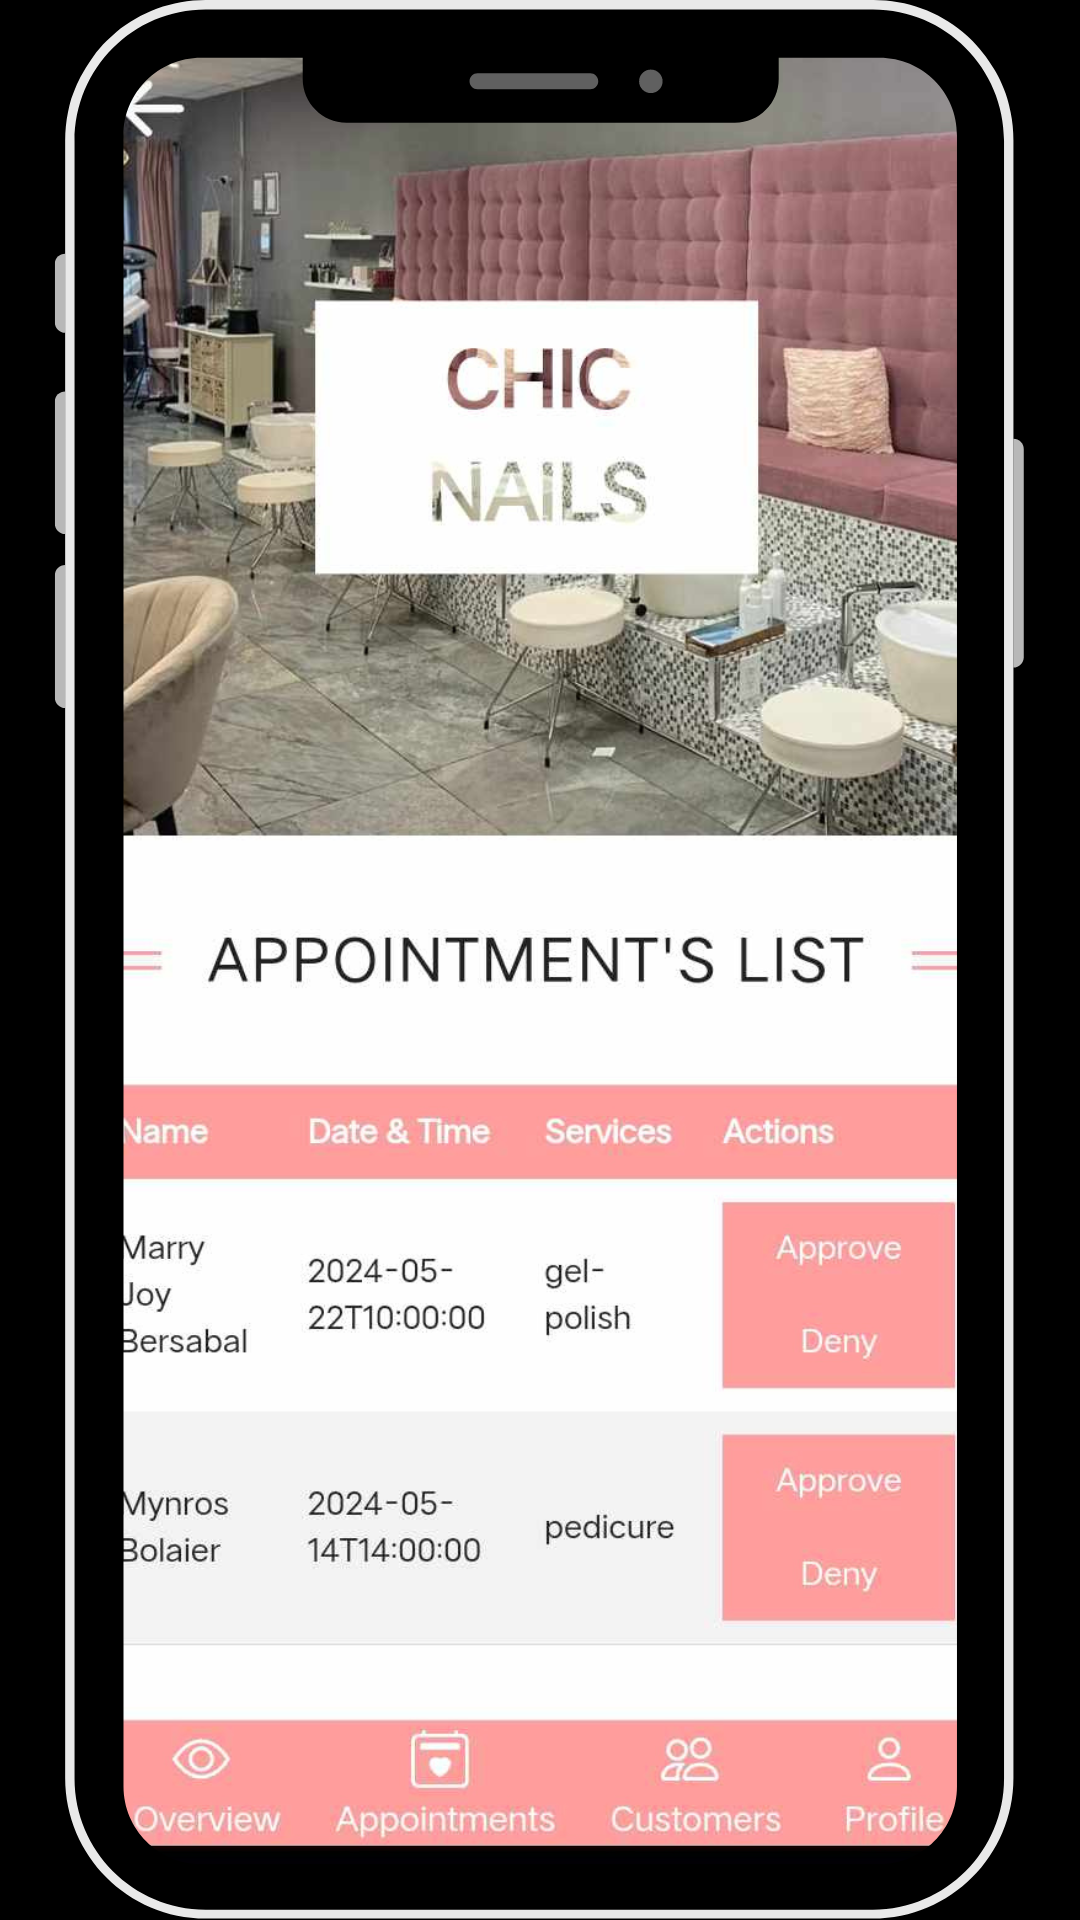 CHIC
NAILS
APPOINTMENT'S LIST
Name Date & Time Services Actions
Marry
Joy
Bersabal
2024-05-
22T10:00:00
gel-
polish
Approve
Deny
Mynros
Bolaier
2024-05-
14T14:00:00
pedicure
Approve
Deny
Overview Appointments Customers Profile